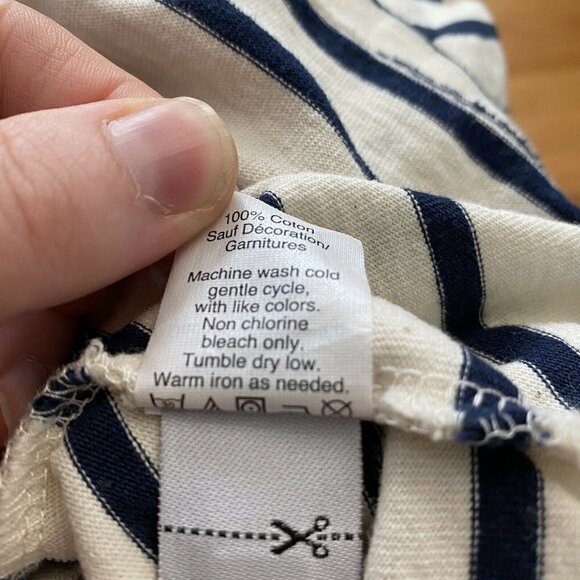 100% Coton
Sauf Décoration/
Garnitures
Machine wash cold
gentle cycle,
with like colors.
Non chlorine
bleach only.
Tumble dry low.
Warm iron as needed.